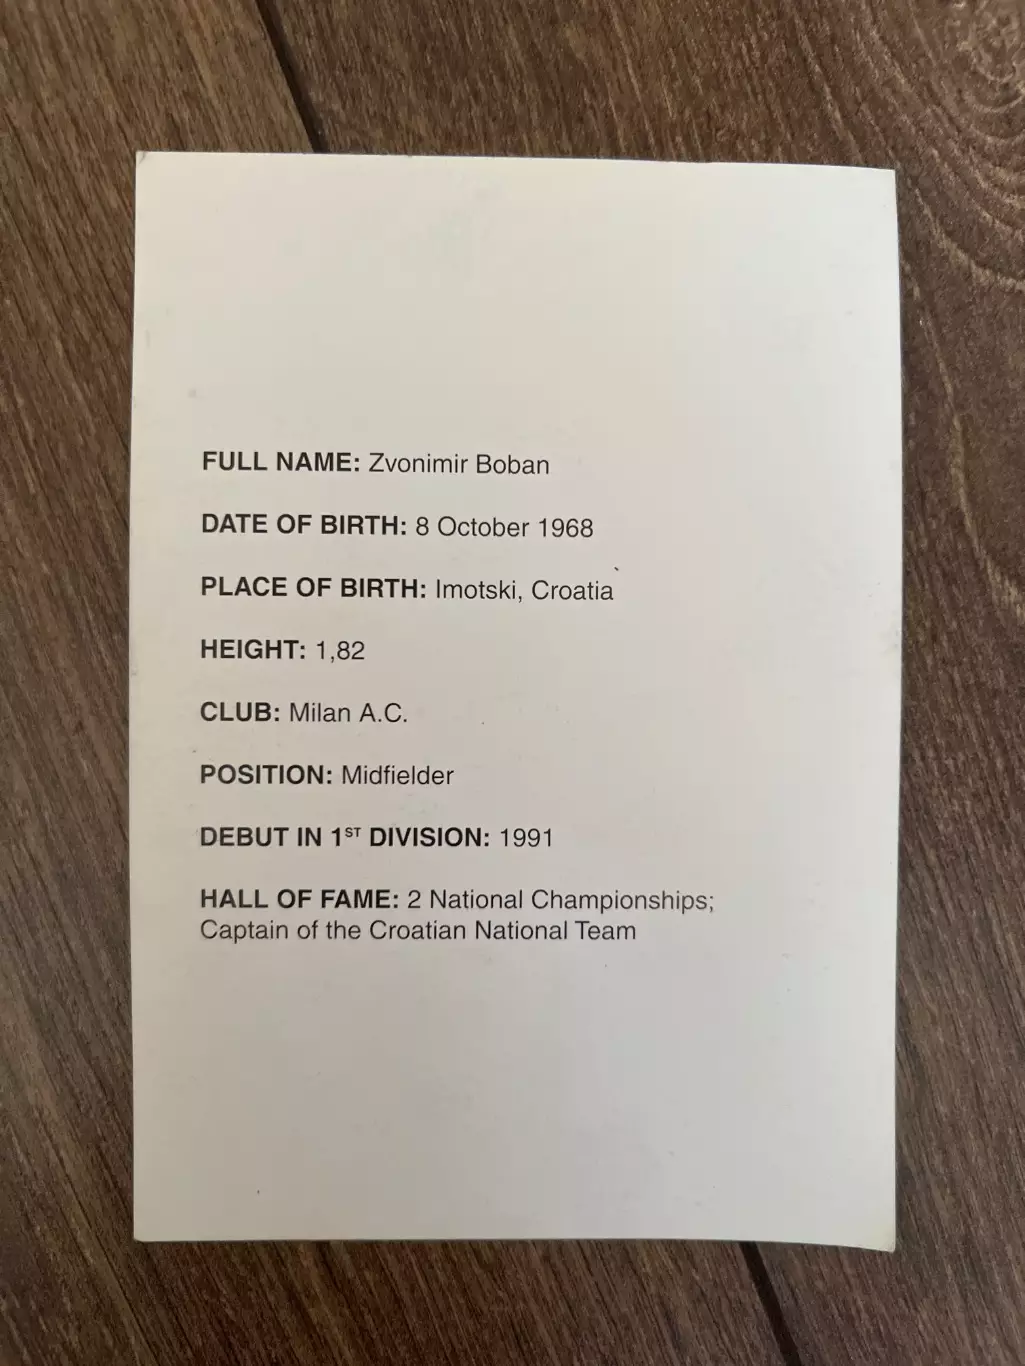 FULL NAME: Zvonimir Boban
DATE OF BIRTH: 8 October 1968
PLACE OF BIRTH: Imotski, Croatia
HEIGHT: 1,82
CLUB: Milan A.C.
POSITION: Midfielder
DEBUT IN 1ST DIVISION: 1991
HALL OF FAME: 2 National Championships;
Captain of the Croatian National Team